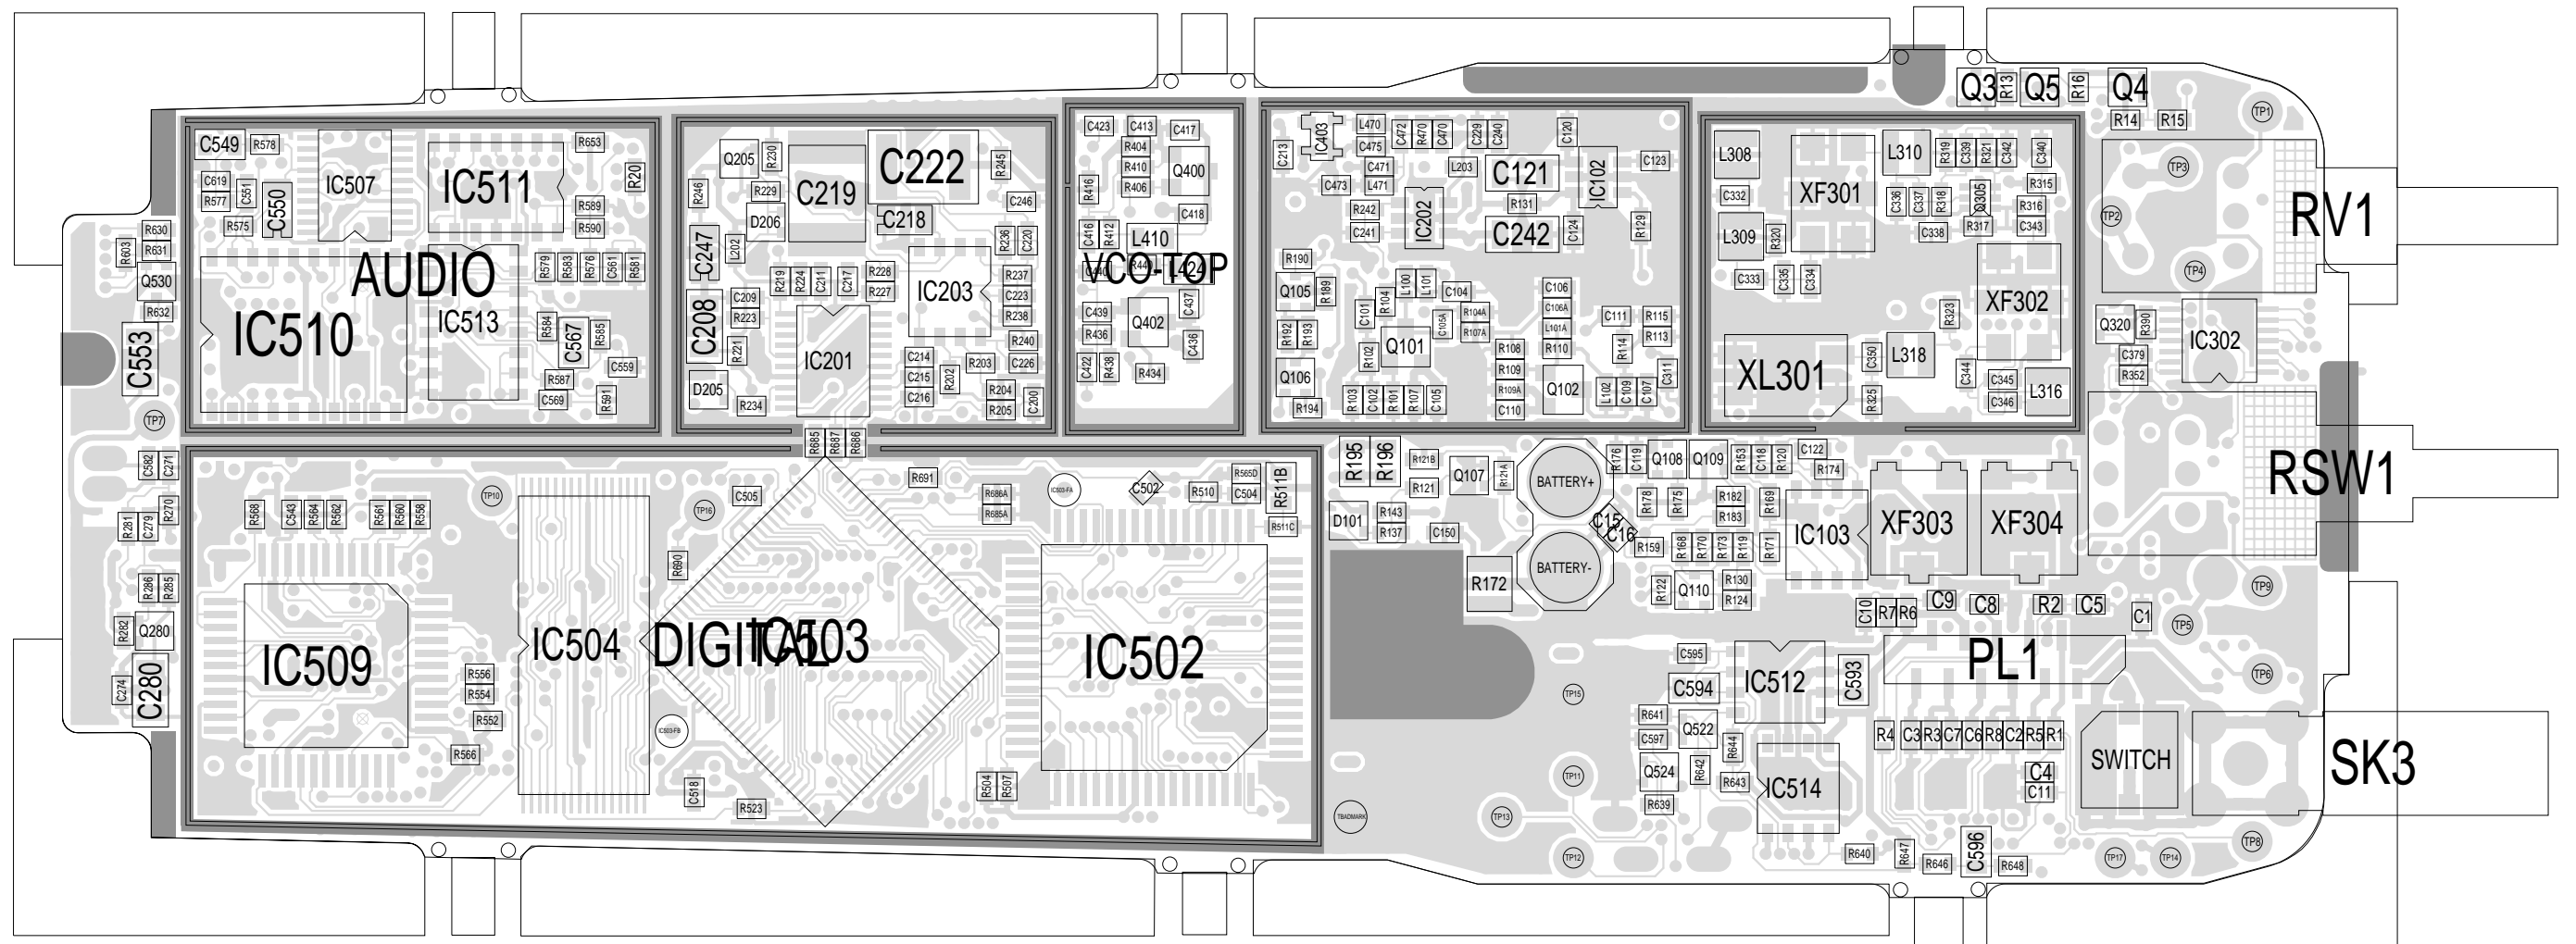 Q3 R13 Q5 R16 Q4
R14 R15 TP1
C549 R578 IC507 IC511 R653 R20
C619 R577 C551 C550 R575 R589 R590
R630 R631 R603 Q530 R632 C553 TP7
AUDIO
IC510 IC513 R579 R583 R576 C561 R581
R584 C567 R585 C559 R587 C569 R591
Q205 R230 C219 C222 R245
R246 R229 D206 C218 C246
C247 L202 R236 C220
R219 R224 C211 C217 R228 R227 IC203 R237 C223 R238
C208 C209 R223 R221 IC201 R240 C226
D205 R234 C214 C215 C216 R202 R203 R204 R205 C200
C423 C413 C417
R404 R410 R406 Q400 R416 C418
C416 R412 L410
VCO-TOP
C440 R441 L424
C439 R436 Q402 C437 C436
C422 R438 R434
C213 IC403 L470 C475 C472 R470 C470 C229 C240 C120
C471 L471 L203 C121 IC102 C123
C473 R242 C241 IC202 R131 C242 C124 R129
R190 Q105 R189 R192 R193 Q106 R194
L100 L101 C104 C101 R104 C105A R104A R107A Q101 R102
C106 C106A L101A R110 R108 R109 R109A C110 Q102
C111 R115 R113 R114 C311 L102 C109 C107
R103 C102 R101 R107 C105
L308 XF301 L310 R319 C339 R321 C342 C340
C332 C336 C337 R318 Q305 R315 R316 C343 R317 C338
L309 R320 C333 C335 C334
XF302 R323 XL301 C350 L318 C344 C345 C346 L316 R325
TP3 TP2 TP4 RV1
Q320 R390 IC302 C379 R352
RSW1
R685 R687 R686
C582 C271 R270 R281 C279
R286 R285 R282 Q280 C274 C280
R568 C543 R564 R562 R561 R560 R558
TP10 TP16 C505 R691 R686A R685A IC503-FA C502 R510 R565D C504 R511B R511C
IC509 IC504 R690
DIGITAL
IC503 IC502
R556 R554 R552 R566
IC503-FB C518 R523 R504 R507
R195 R196 R121B R121 Q107 R121A
D101 R143 R137 C150
BATTERY+
BATTERY-
C15 C16 R172
R176 C119 Q108 Q109 R153 C118 R120 C122 R174
R178 R175 R182 R183 R169
R159 R168 R170 R173 R119 R171
R122 Q110 R130 R124
IC103 XF303 XF304
C10 R7 R6 C9 C8 R2 C5 C1
TP9 TP5 TP6
PL1
C595 C594 IC512 C593
TP15 R641 C597 Q522 R644
TP11 Q524 R642 R643 R639 IC514
TBADMARK TP13 TP12
R4 C3 R3 C7 C6 R8 C2 R5 R1
C4 C11
SWITCH SK3
R640 R647 R646 C596 R648
TP17 TP14 TP8